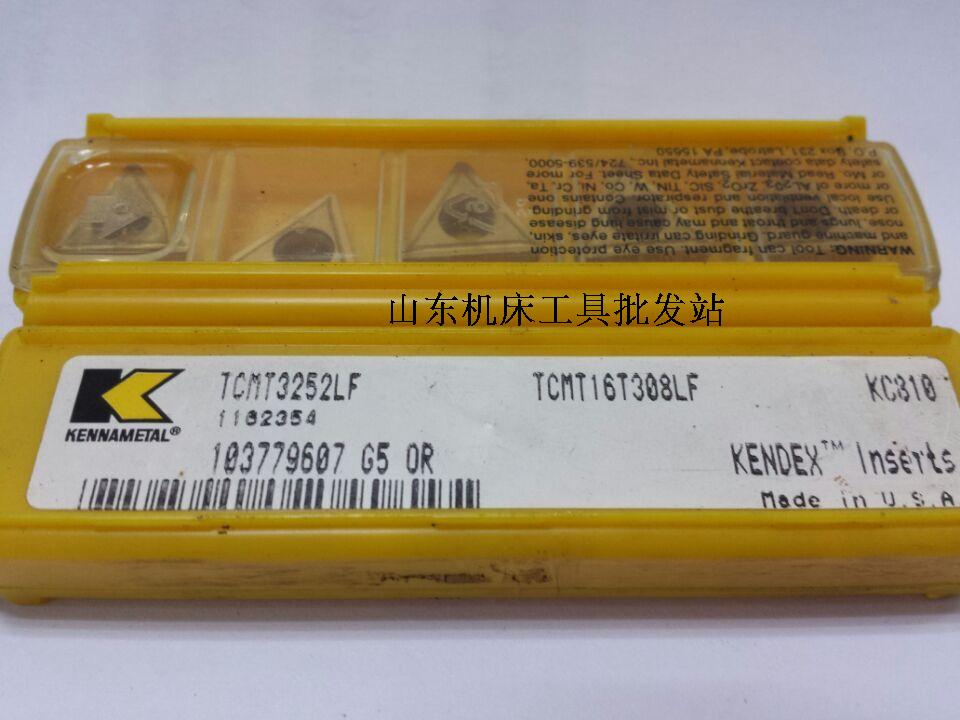 WARNING: Tool can fragment. Use eye protection
and machine guard. Grinding can irritate eyes, skin,
nose, lungs and throat and may cause lung disease
or death. Don't breathe dust or mist from grinding.
Use local ventilation and respirator. Contains one
or more of AL2O3, ZrO2, SiC, TiN, W, Co, Ni, Cr, Ta,
or Mo. Read Material Safety Data Sheet. For more
safety data contact Kennametal Inc., 724/539-5000,
P.O. Box 231, Latrobe, PA 15650
山东机床工具批发站
KENNAMETAL®
TCMT3252LF TCMT16T308LF KC810
1162354
103779607 G5 OR KENDEX™ Inserts
Made in U.S.A